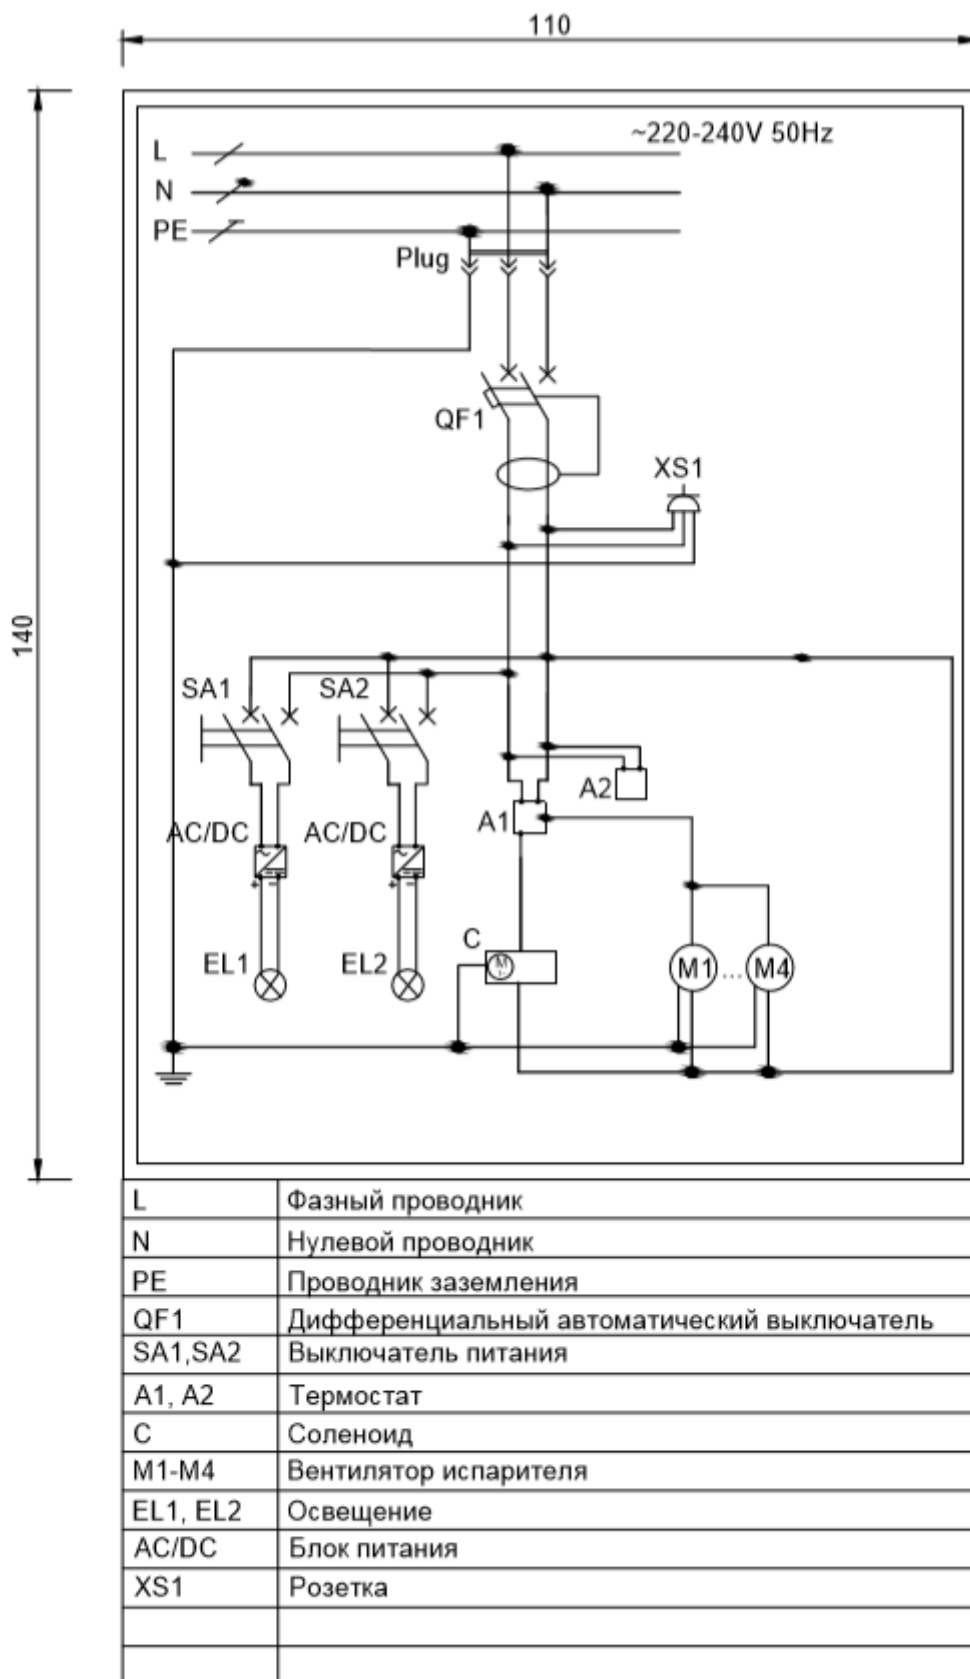 110
140
~220-240V 50Hz
L
N
PE
Plug
QF1
XS1
SA1
SA2
A2
A1
AC/DC
AC/DC
+ -
+ -
C
M
EL1
EL2
M1 ... M4
L Фазный проводник
N Нулевой проводник
PE Проводник заземления
QF1 Дифференциальный автоматический выключатель
SA1,SA2 Выключатель питания
A1, A2 Термостат
C Соленоид
M1-M4 Вентилятор испарителя
EL1, EL2 Освещение
AC/DC Блок питания
XS1 Розетка